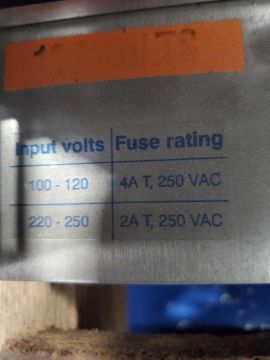 Input volts Fuse rating
100 - 120 4A T, 250 VAC
220 - 250 2A T, 250 VAC